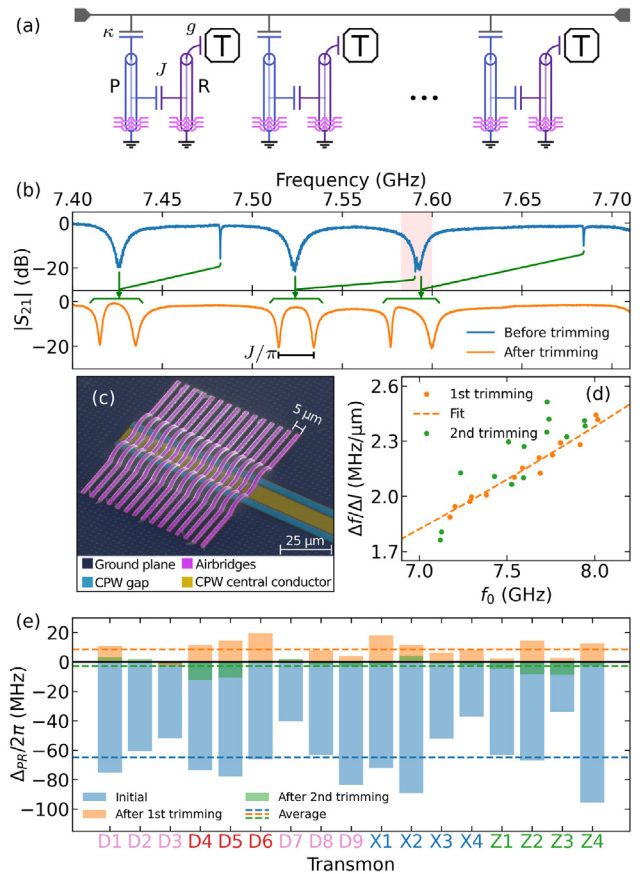 (a)
κ
g
T
T
T
J
P
R
...
(b)
Frequency (GHz)
7.40 7.45 7.50 7.55 7.60 7.65 7.70
0
−20
0
−20
|S21| (dB)
Before trimming
After trimming
J/π
(c)
5 μm
25 μm
Ground plane
Airbridges
CPW gap
CPW central conductor
(d)
1st trimming
Fit
2nd trimming
Δf/Δl (MHz/μm)
2.6
2.3
2.0
1.7
7.0 7.5 8.0
f0 (GHz)
(e)
ΔPR/2π (MHz)
20
0
−20
−40
−60
−80
−100
Initial
After 1st trimming
After 2nd trimming
Average
D1 D2 D3 D4 D5 D6 D7 D8 D9 X1 X2 X3 X4 Z1 Z2 Z3 Z4
Transmon